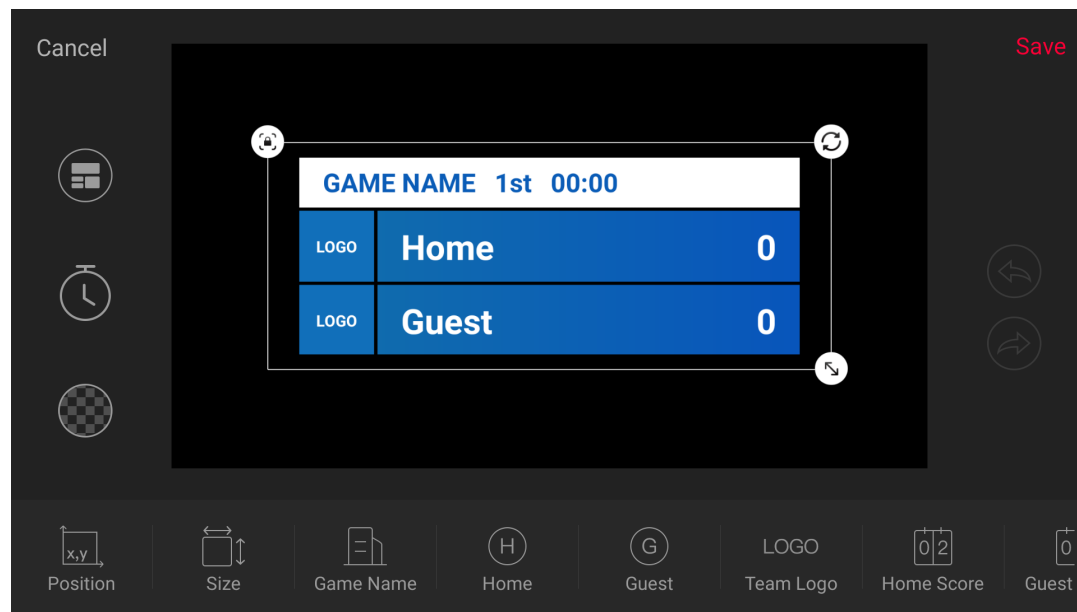 Cancel
Save
GAME NAME 1st 00:00
LOGO Home 0
LOGO Guest 0
x,y
H
G
LOGO
0 2
0
Position
Size
Game Name
Home
Guest
Team Logo
Home Score
Guest